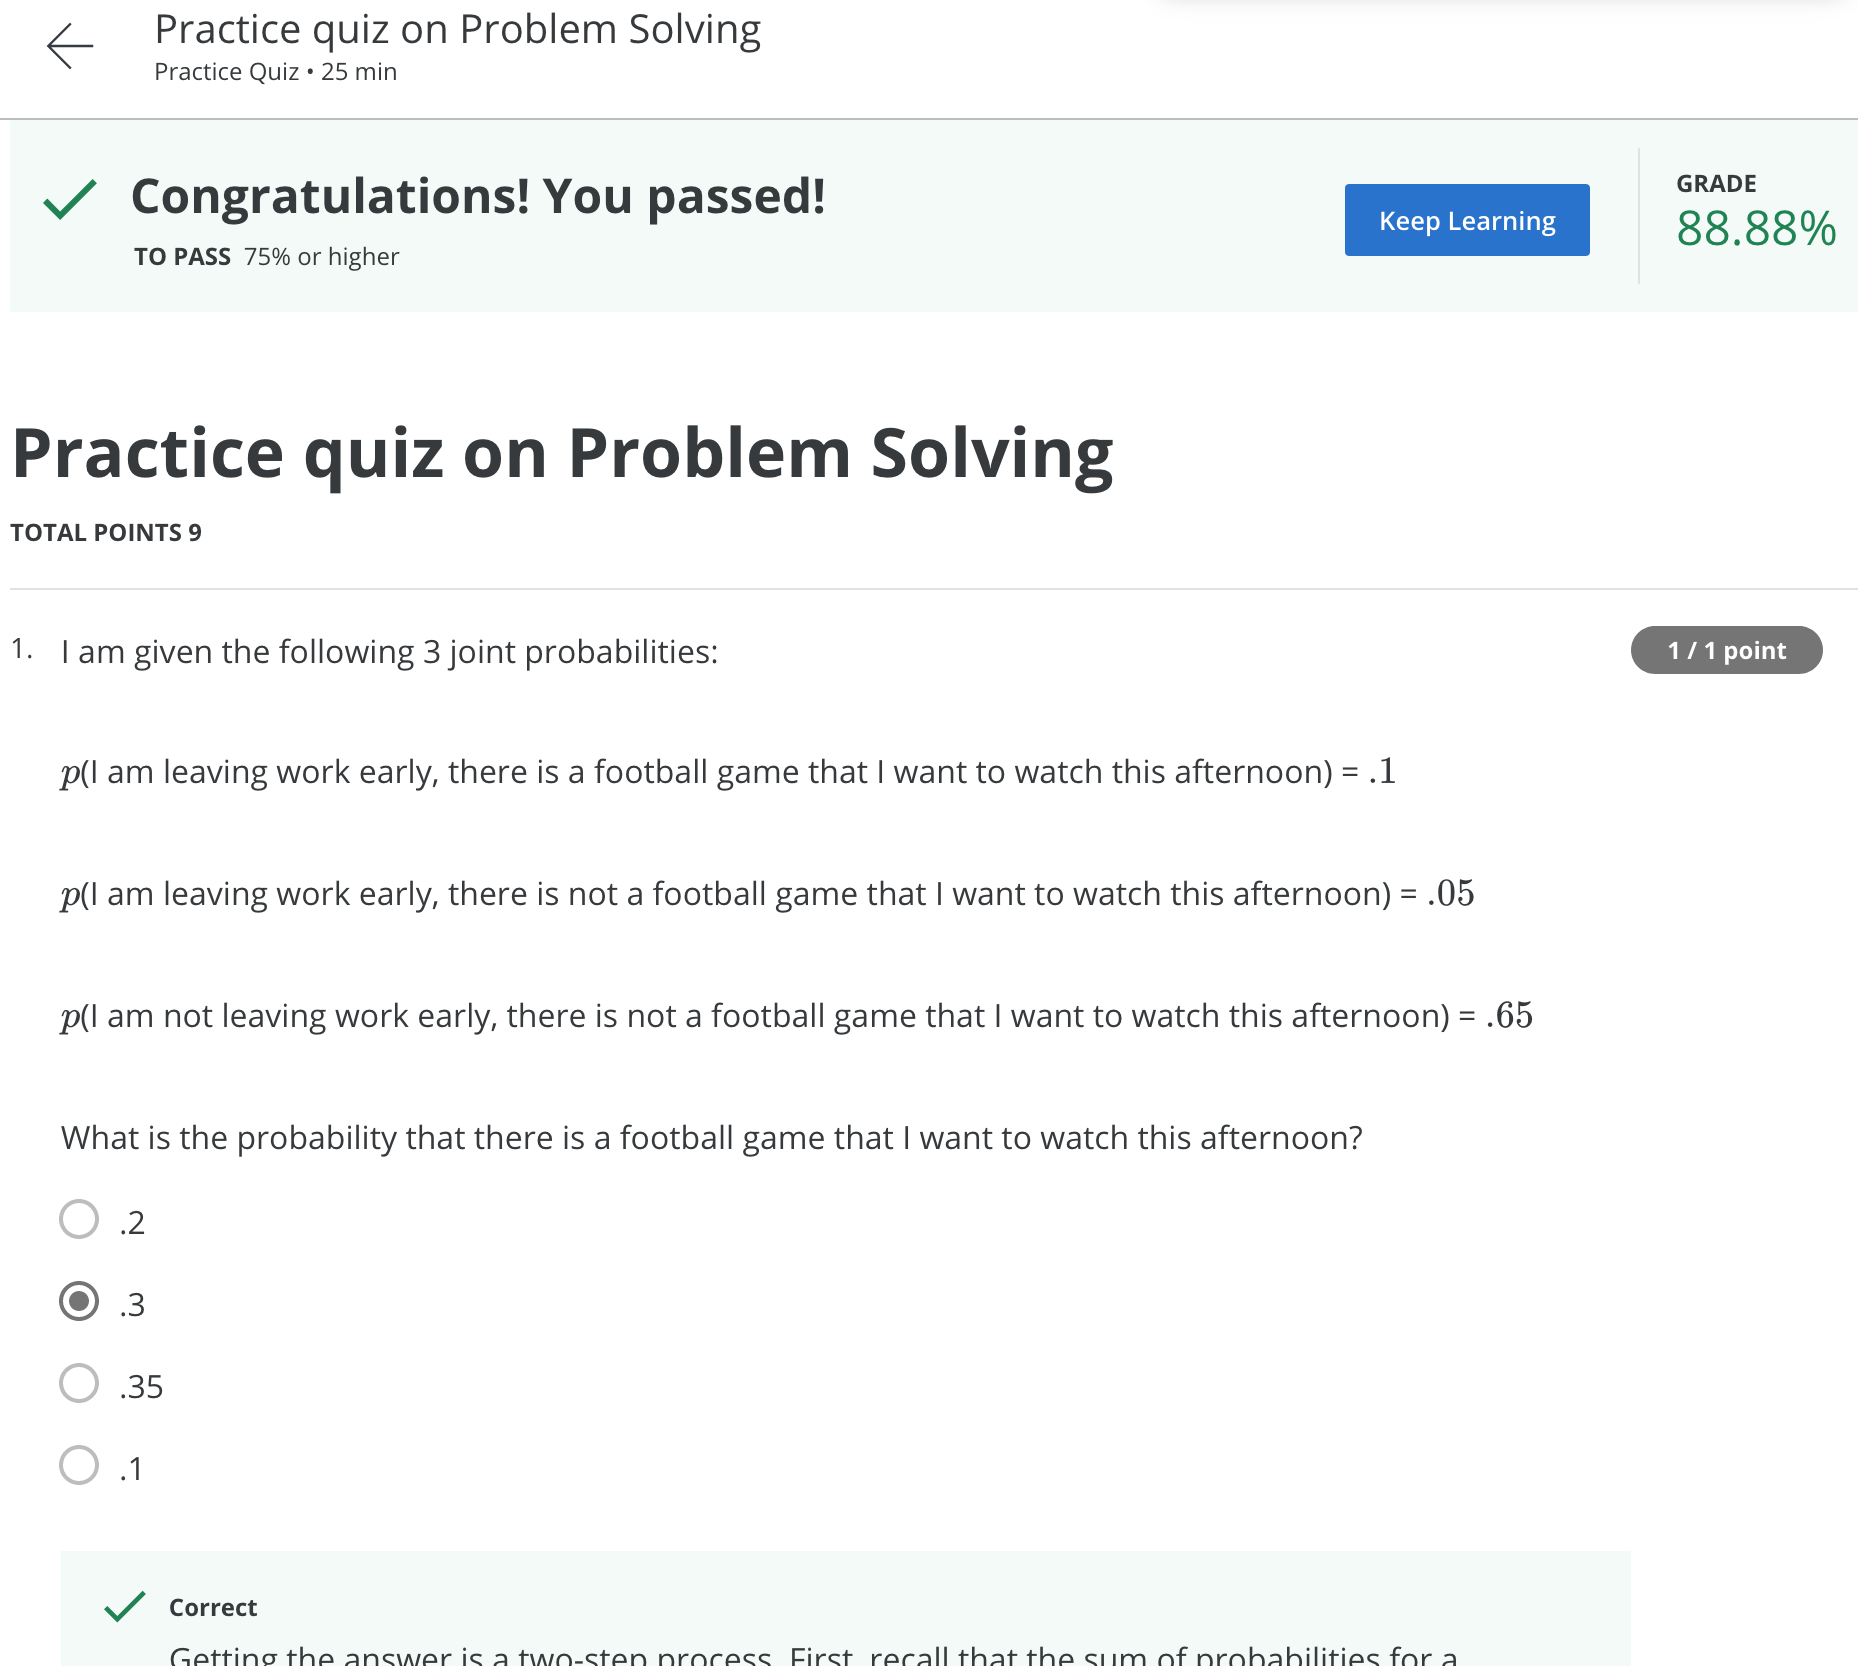 Practice quiz on Problem Solving
Practice Quiz • 25 min
Congratulations! You passed!
TO PASS 75% or higher
Keep Learning
GRADE
88.88%
Practice quiz on Problem Solving
TOTAL POINTS 9
1. I am given the following 3 joint probabilities:
1 / 1 point
p(I am leaving work early, there is a football game that I want to watch this afternoon) = .1
p(I am leaving work early, there is not a football game that I want to watch this afternoon) = .05
p(I am not leaving work early, there is not a football game that I want to watch this afternoon) = .65
What is the probability that there is a football game that I want to watch this afternoon?
.2
.3
.35
.1
Correct
Getting the answer is a two-step process. First, recall that the sum of probabilities for a